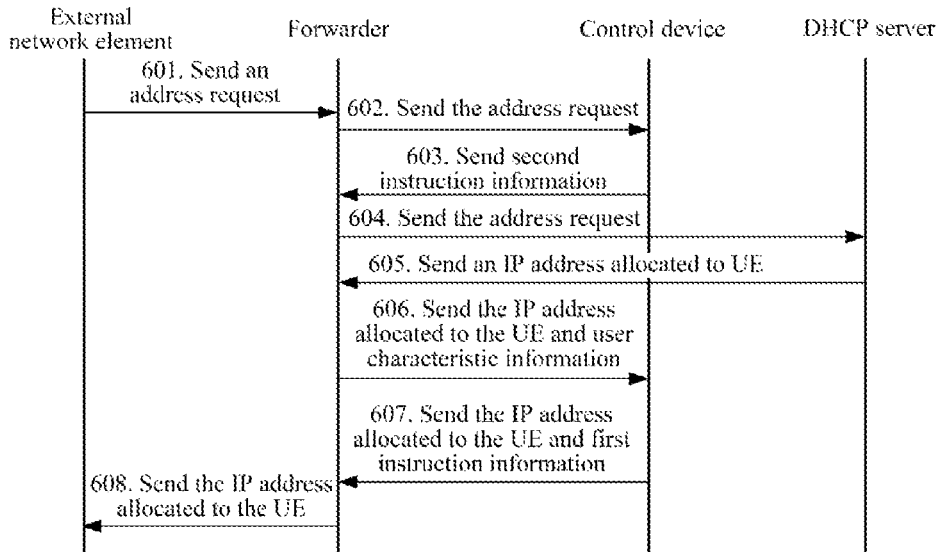 External
network element
Forwarder
Control device
DHCP server
601. Send an
address request
602. Send the address request
603. Send second
instruction information
604. Send the address request
605. Send an IP address allocated to UE
606. Send the IP address
allocated to the UE and user
characteristic information
607. Send the IP address
allocated to the UE and first
instruction information
608. Send the IP address
allocated to the UE